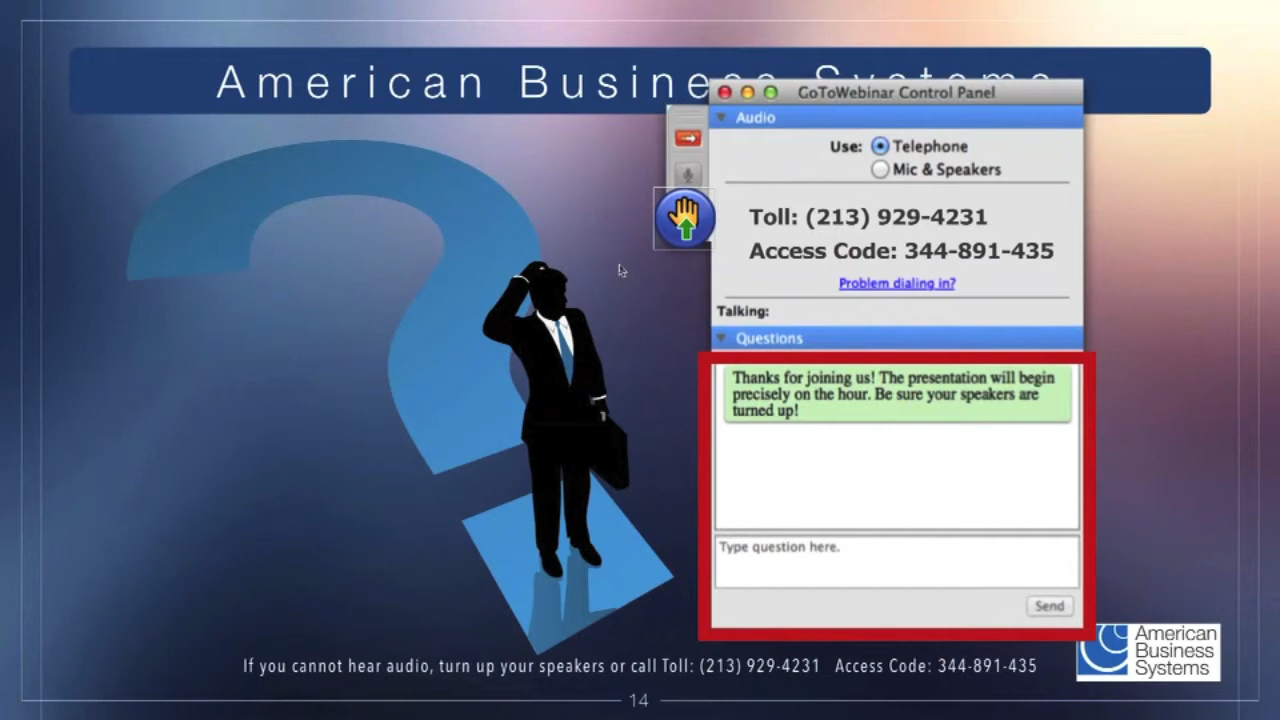 American Business Systems
GoToWebinar Control Panel
Audio
Use: Telephone
Mic & Speakers
Toll: (213) 929-4231
Access Code: 344-891-435
Problem dialing in?
Talking:
Questions
Thanks for joining us! The presentation will begin
precisely on the hour. Be sure your speakers are
turned up!
Type question here.
Send
American
Business
Systems
If you cannot hear audio, turn up your speakers or call Toll: (213) 929-4231 Access Code: 344-891-435
14